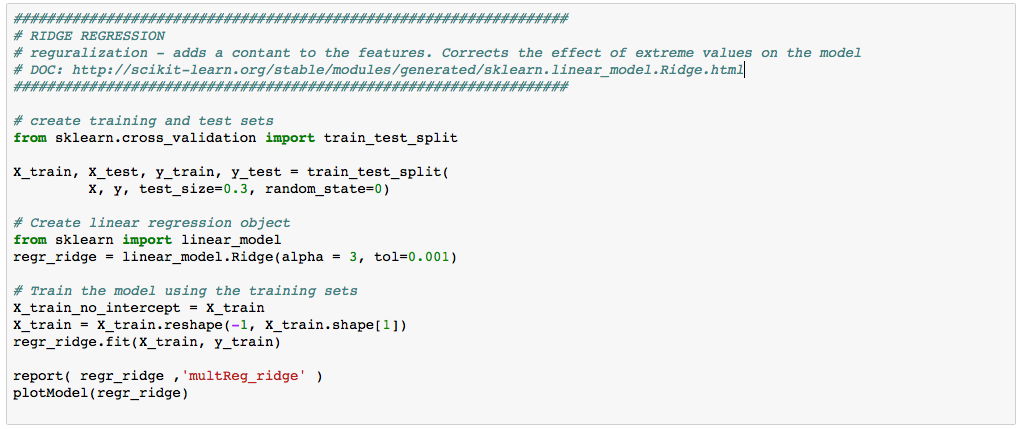 ##################################################################
# RIDGE REGRESSION
# reguralization - adds a contant to the features. Corrects the effect of extreme values on the model
# DOC: http://scikit-learn.org/stable/modules/generated/sklearn.linear_model.Ridge.html
##################################################################
# create training and test sets
from sklearn.cross_validation import train_test_split
X_train, X_test, y_train, y_test = train_test_split(
X, y, test_size=0.3, random_state=0)
# Create linear regression object
from sklearn import linear_model
regr_ridge = linear_model.Ridge(alpha = 3, tol=0.001)
# Train the model using the training sets
X_train_no_intercept = X_train
X_train = X_train.reshape(-1, X_train.shape[1])
regr_ridge.fit(X_train, y_train)
report( regr_ridge ,'multReg_ridge' )
plotModel(regr_ridge)